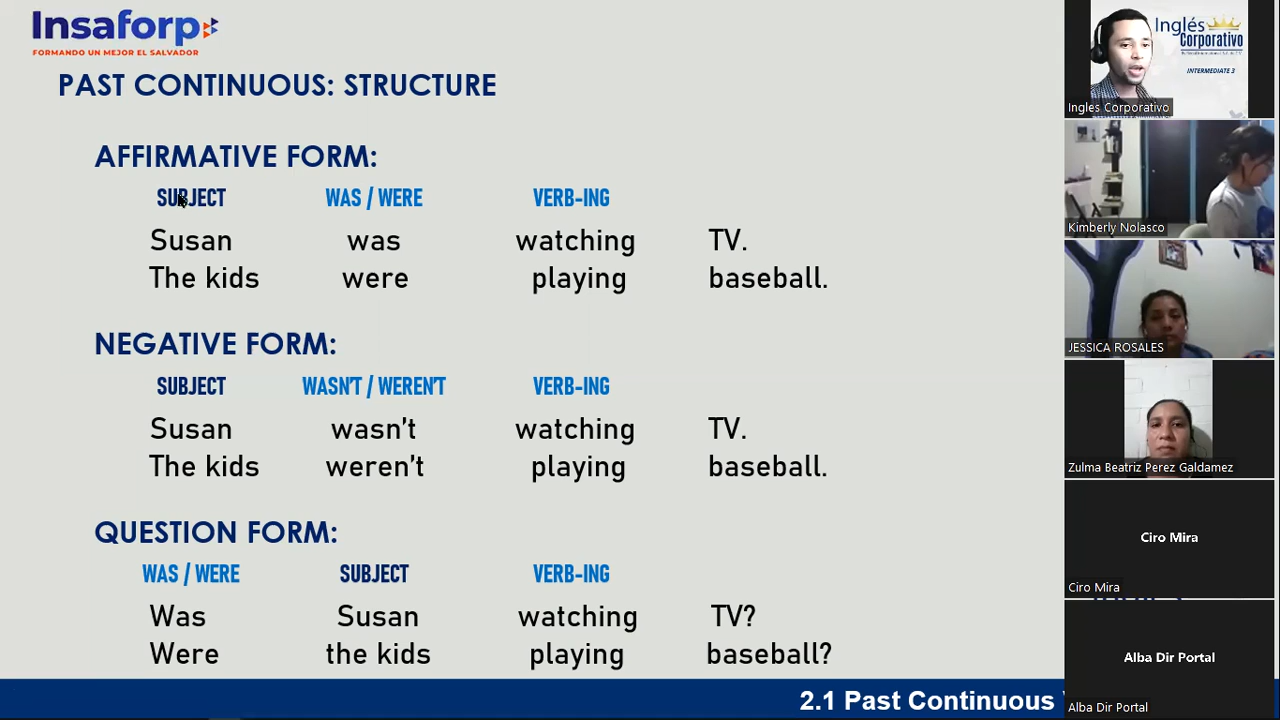 Insaforp
FORMANDO UN MEJOR EL SALVADOR
PAST CONTINUOUS: STRUCTURE
AFFIRMATIVE FORM:
SUBJECT WAS / WERE VERB-ING
Susan was watching TV.
The kids were playing baseball.
NEGATIVE FORM:
SUBJECT WASN'T / WEREN'T VERB-ING
Susan wasn't watching TV.
The kids weren't playing baseball.
QUESTION FORM:
WAS / WERE SUBJECT VERB-ING
Was Susan watching TV?
Were the kids playing baseball?
2.1 Past Continuous
Inglés
Corporativo
INTERMEDIATE 3
Ingles Corporativo
Kimberly Nolasco
JESSICA ROSALES
Zulma Beatriz Perez Galdamez
Ciro Mira
Ciro Mira
Alba Dir Portal
Alba Dir Portal